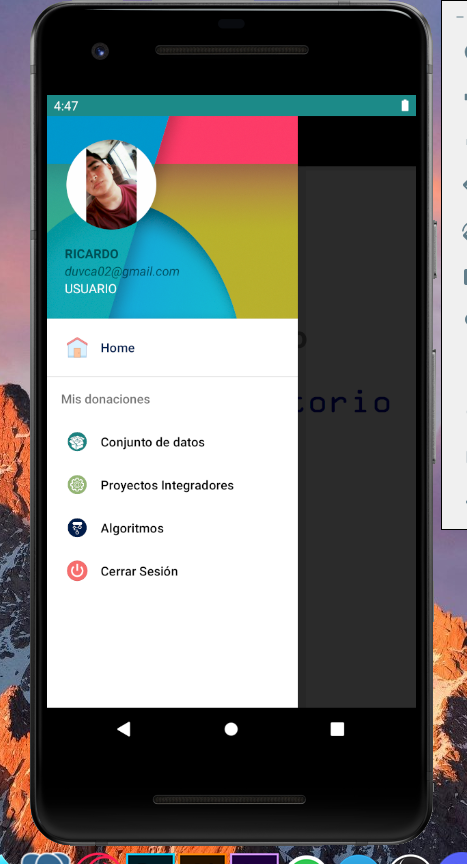 4:47
RICARDO
duvca02@gmail.com
USUARIO
Home
torio
Mis donaciones
Conjunto de datos
Proyectos Integradores
Algoritmos
Cerrar Sesión